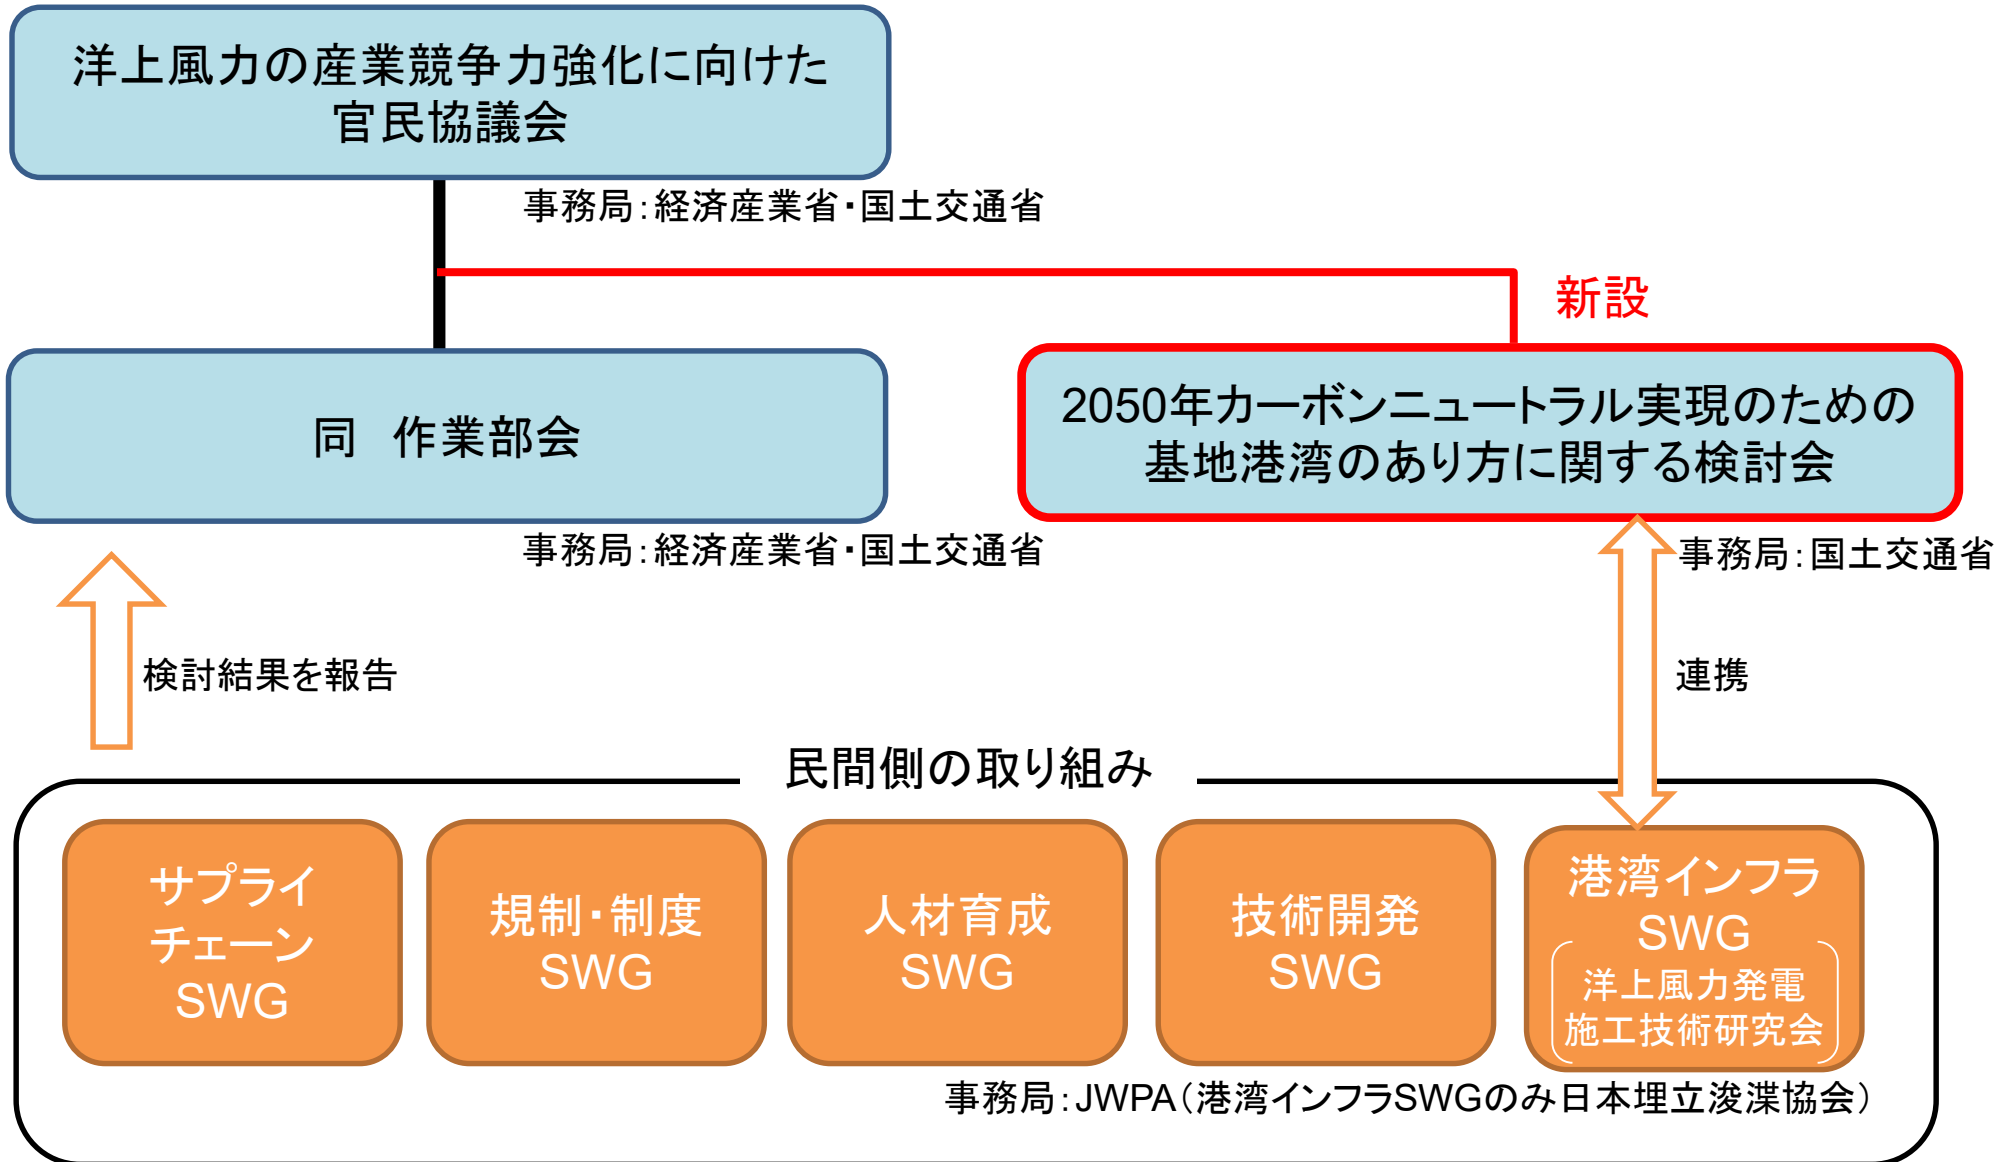 洋上風力の産業競争力強化に向けた
官民協議会
事務局：経済産業省・国土交通省
新設
同　作業部会
事務局：経済産業省・国土交通省
2050年カーボンニュートラル実現のための
基地港湾のあり方に関する検討会
事務局：国土交通省
検討結果を報告
連携
民間側の取り組み
サプライ
チェーン
SWG
規制・制度
SWG
人材育成
SWG
技術開発
SWG
港湾インフラ
SWG
洋上風力発電
施工技術研究会
事務局：JWPA（港湾インフラSWGのみ日本埋立浚渫協会）